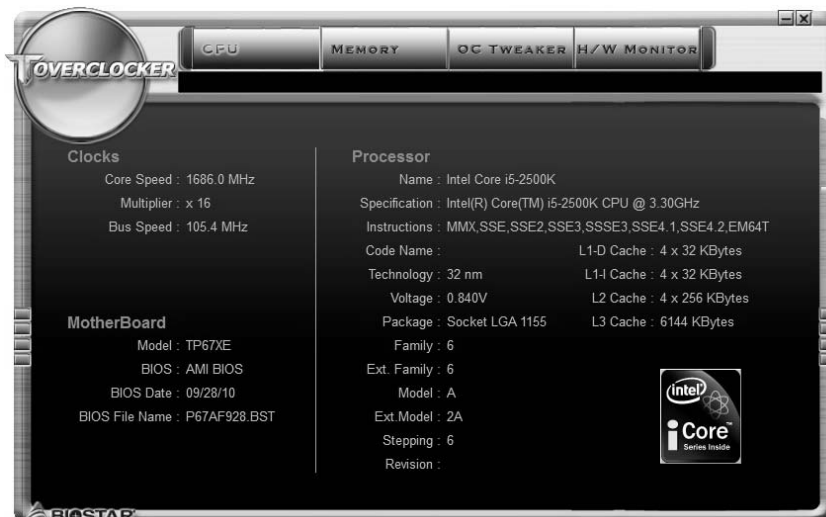 TOVERCLOCKER
CPU
MEMORY
OC TWEAKER
H/W MONITOR
Clocks
Core Speed : 1686.0 MHz
Multiplier : x 16
Bus Speed : 105.4 MHz
MotherBoard
Model : TP67XE
BIOS : AMI BIOS
BIOS Date : 09/28/10
BIOS File Name : P67AF928.BST
Processor
Name : Intel Core i5-2500K
Specification : Intel(R) Core(TM) i5-2500K CPU @ 3.30GHz
Instructions : MMX,SSE,SSE2,SSE3,SSSE3,SSE4.1,SSE4.2,EM64T
Code Name :
L1-D Cache : 4 x 32 KBytes
Technology : 32 nm
L1-I Cache : 4 x 32 KBytes
Voltage : 0.840V
L2 Cache : 4 x 256 KBytes
Package : Socket LGA 1155
L3 Cache : 6144 KBytes
Family : 6
Ext. Family : 6
Model : A
Ext.Model : 2A
Stepping : 6
Revision :
intel
Core™
Series Inside
BIOSTAR